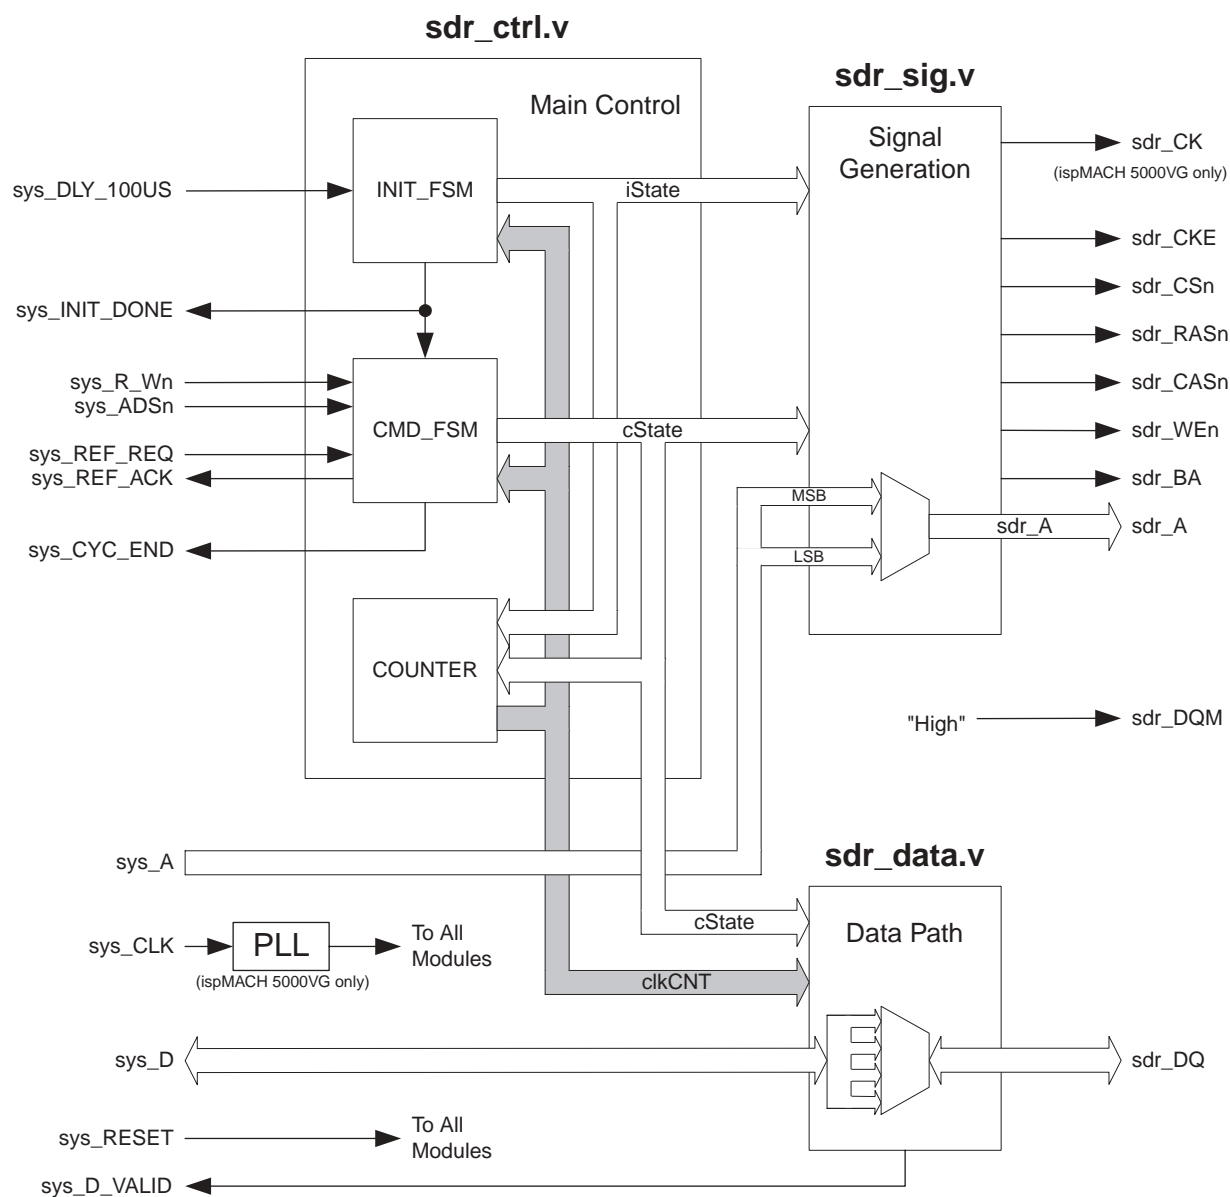 sdr_ctrl.v
sdr_sig.v
Main Control
Signal
Generation
sdr_CK
(ispMACH 5000VG only)
sys_DLY_100US
INIT_FSM
iState
sdr_CKE
sdr_CSn
sys_INIT_DONE
sdr_RASn
sys_R_Wn
sdr_CASn
sys_ADSn
CMD_FSM
cState
sdr_WEn
sys_REF_REQ
sys_REF_ACK
sdr_BA
MSB
sdr_A
sdr_A
sys_CYC_END
LSB
COUNTER
"High"
sdr_DQM
sys_A
sdr_data.v
cState
Data Path
sys_CLK
PLL
To All
Modules
(ispMACH 5000VG only)
clkCNT
sys_D
sdr_DQ
sys_RESET
To All
Modules
sys_D_VALID